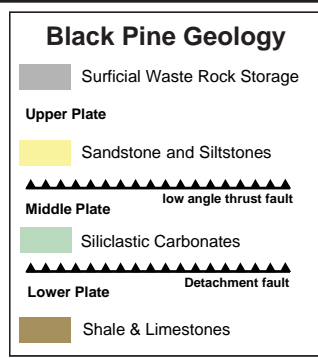 Black Pine Geology
Surficial Waste Rock Storage
Upper Plate
Sandstone and Siltstones
low angle thrust fault
Middle Plate
Siliclastic Carbonates
Detachment fault
Lower Plate
Shale & Limestones